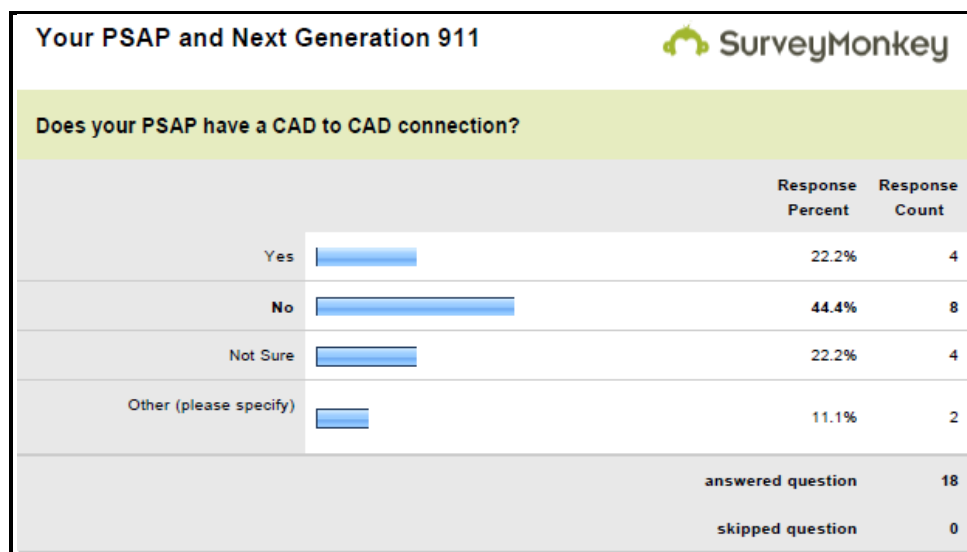 Your PSAP and Next Generation 911
SurveyMonkey
Does your PSAP have a CAD to CAD connection?
Response Percent Response Count
Yes 22.2% 4
No 44.4% 8
Not Sure 22.2% 4
Other (please specify) 11.1% 2
answered question 18
skipped question 0